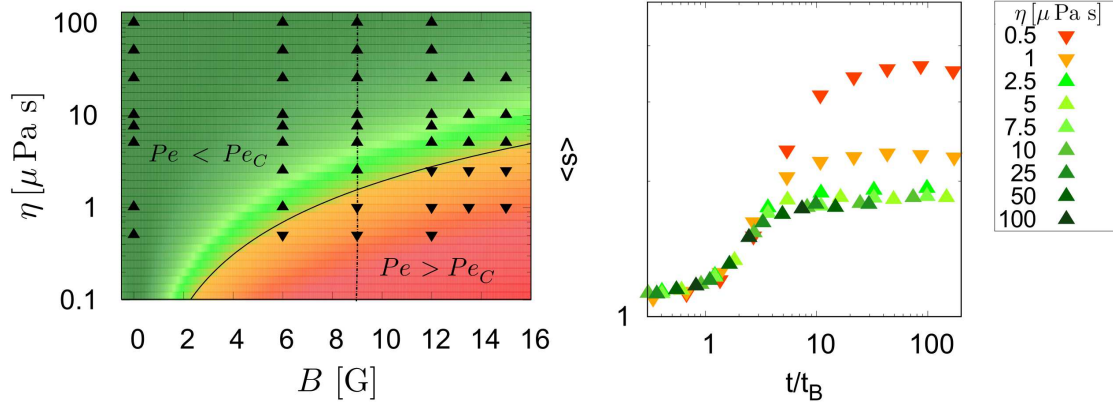 100
10
1
0.1
η [μ Pa s]
Pe < Pe_C
Pe > Pe_C
0 2 4 6 8 10 12 14 16
B [G]
<s>
1
1 10 100
t/t_B
η [μ Pa s]
0.5
1
2.5
5
7.5
10
25
50
100